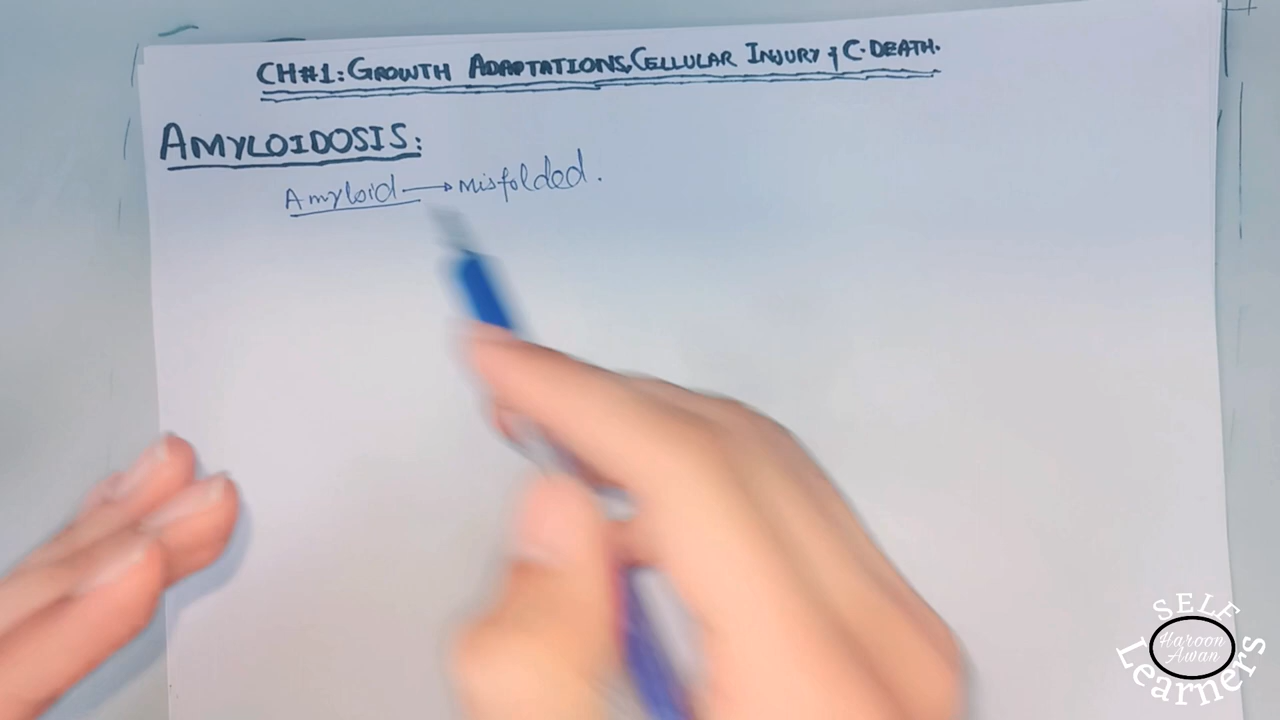 CH#1: GROWTH ADAPTATIONS, CELLULAR INJURY & C. DEATH.
AMYLOIDOSIS:
Amyloid → Misfolded.
SELF
Haroon
Awan
Learners